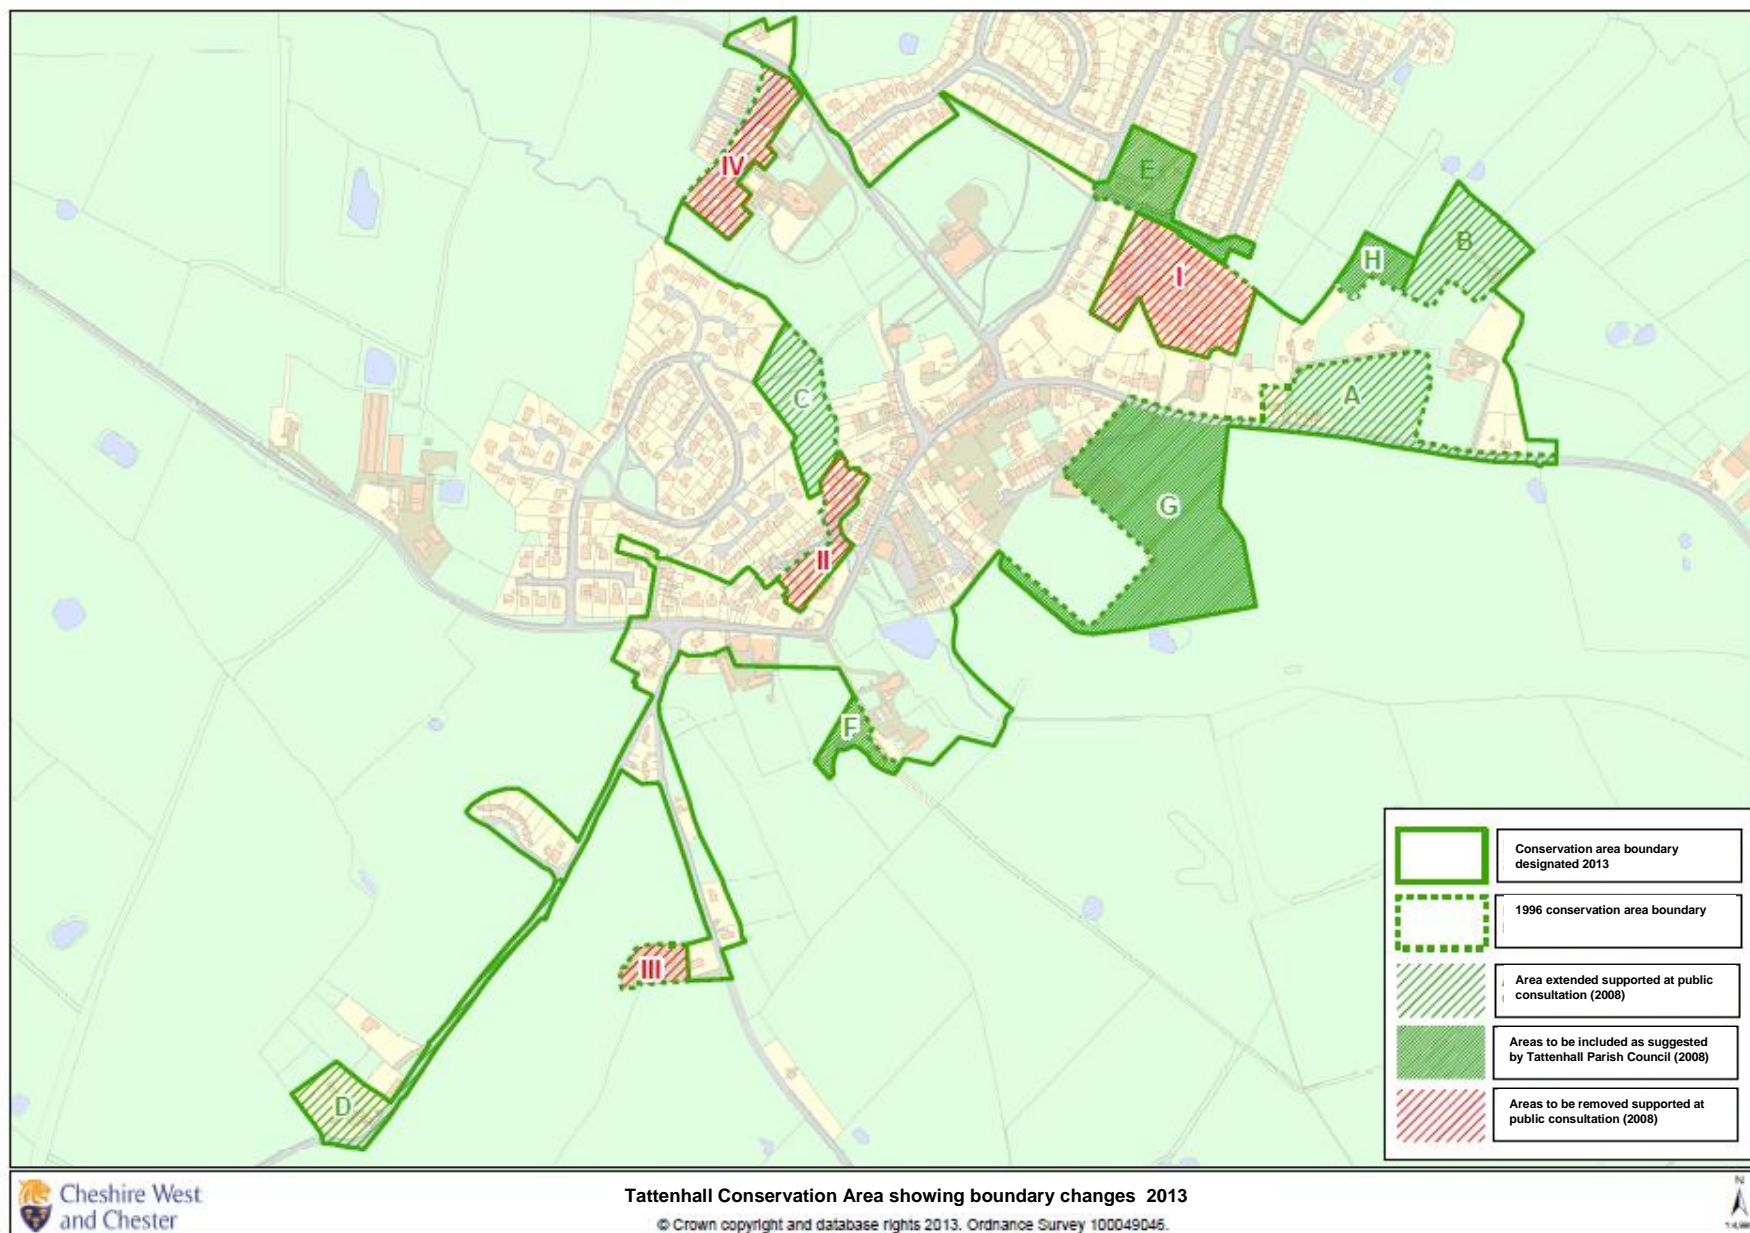 IV
E
B
H
I
C
A
G
II
F
III
D
Conservation area boundary
designated 2013
1996 conservation area boundary
Area extended supported at public
consultation (2008)
Areas to be included as suggested
by Tattenhall Parish Council (2008)
Areas to be removed supported at
public consultation (2008)
Cheshire West
and Chester
Tattenhall Conservation Area showing boundary changes 2013
© Crown copyright and database rights 2013. Ordnance Survey 100049046.
N